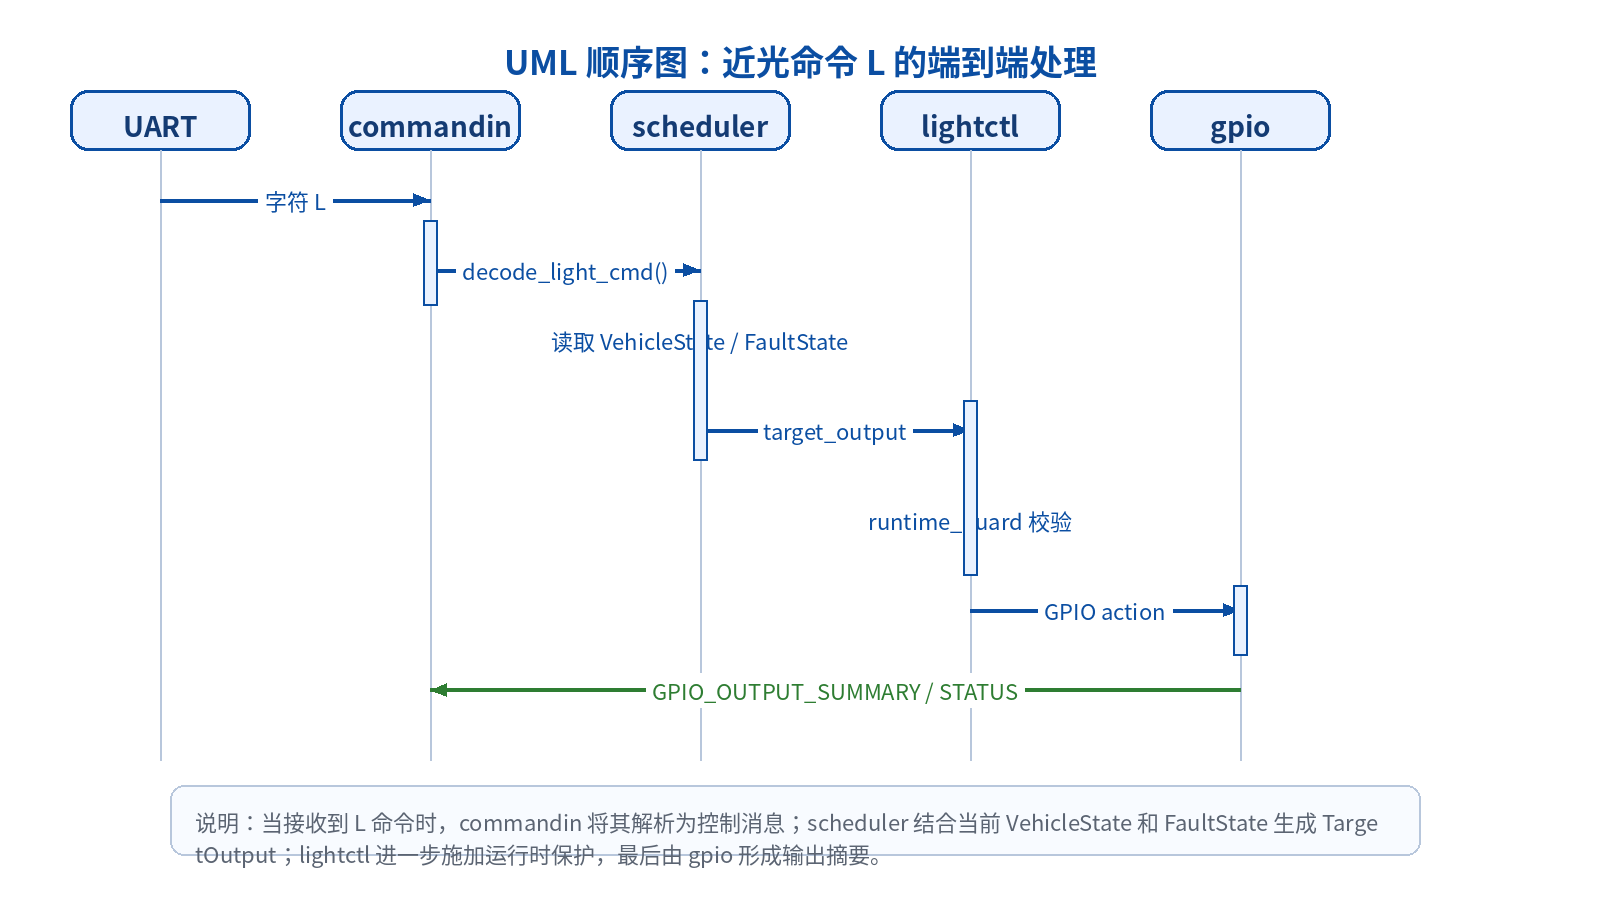 UML 顺序图：近光命令 L 的端到端处理
UART
commandin
scheduler
lightctl
gpio
字符 L
decode_light_cmd()
读取 VehicleSt te / FaultState
target_output
runtime_ uard 校验
GPIO action
GPIO_OUTPUT_SUMMARY / STATUS
说明：当接收到 L 命令时，commandin 将其解析为控制消息；scheduler 结合当前 VehicleState 和 FaultState 生成 Targe
tOutput；lightctl 进一步施加运行时保护，最后由 gpio 形成输出摘要。